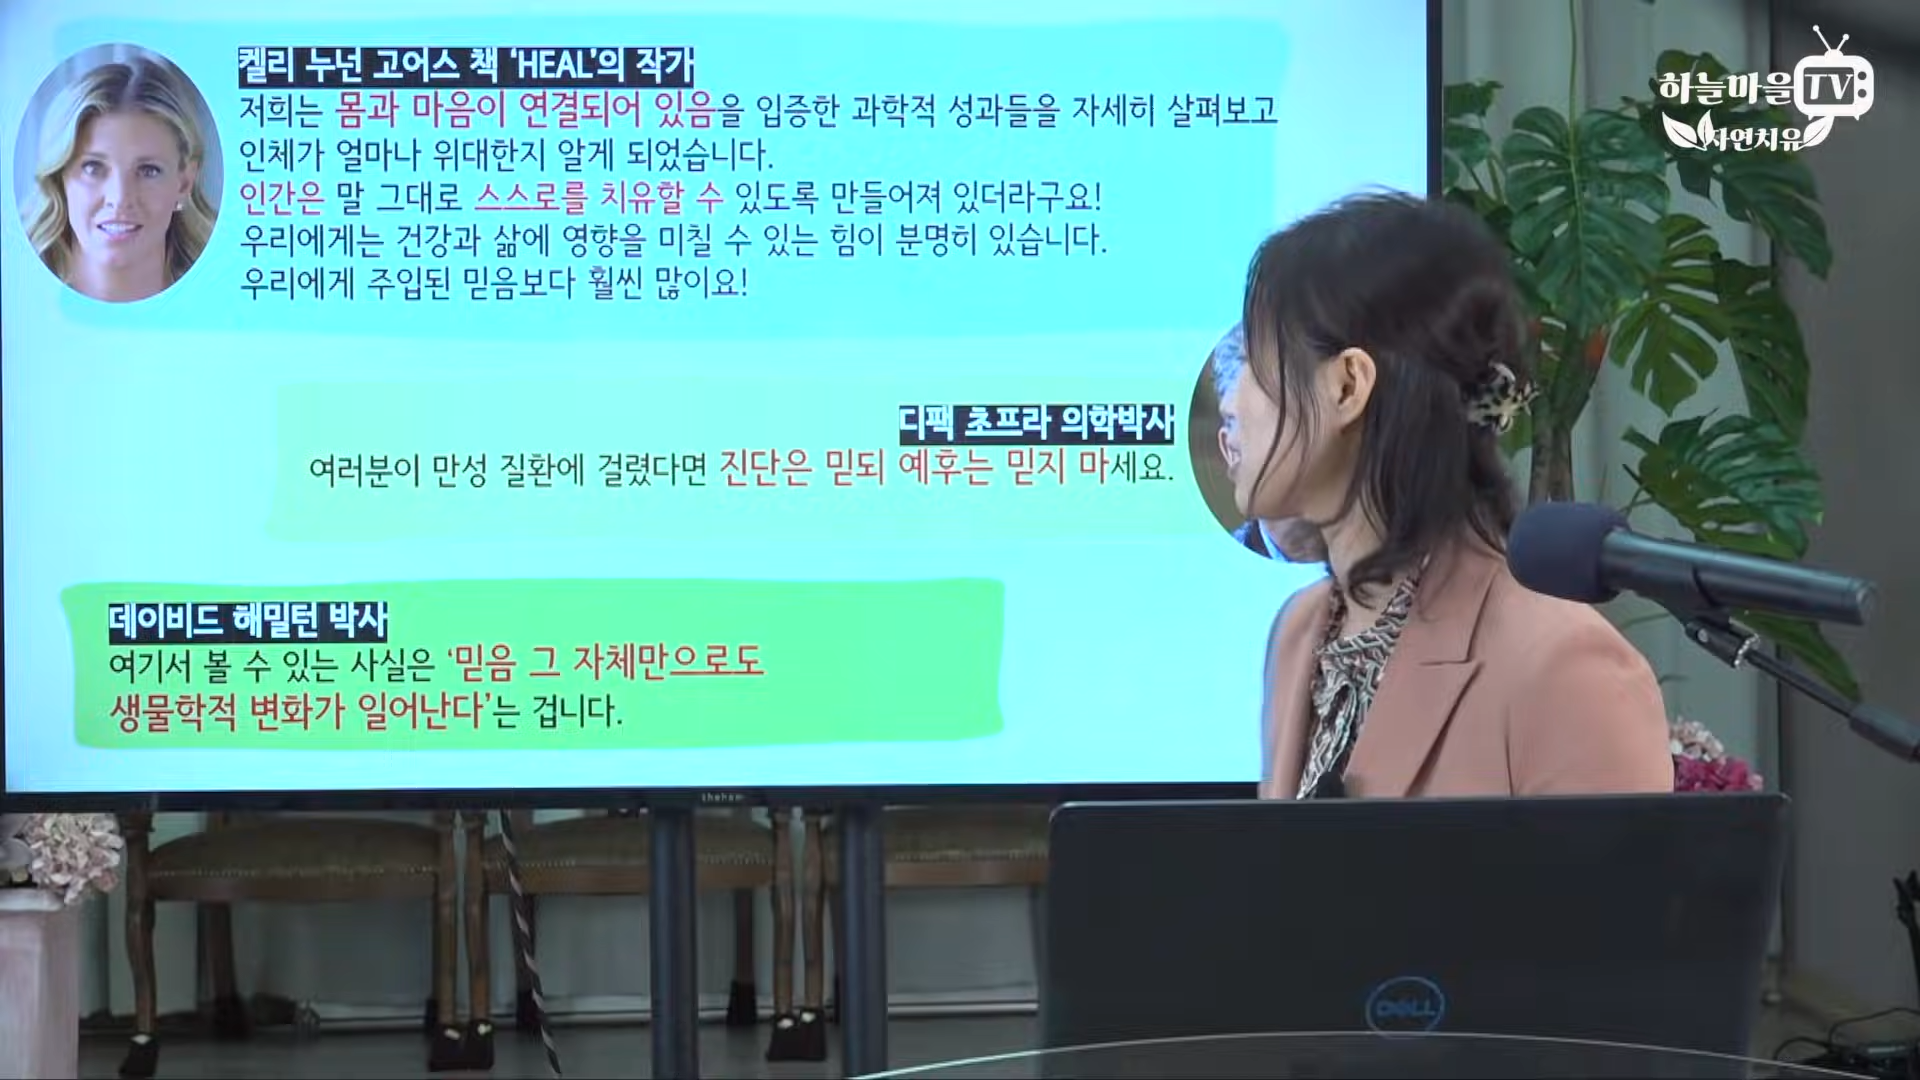 켈리 누넌 고어스 책 ‘HEAL’의 작가
저희는 몸과 마음이 연결되어 있음을 입증한 과학적 성과들을 자세히 살펴보고
인체가 얼마나 위대한지 알게 되었습니다.
인간은 말 그대로 스스로를 치유할 수 있도록 만들어져 있더라구요!
우리에게는 건강과 삶에 영향을 미칠 수 있는 힘이 분명히 있습니다.
우리에게 주입된 믿음보다 훨씬 많이요!
디팩 초프라 의학박사
여러분이 만성 질환에 걸렸다면 진단은 믿되 예후는 믿지 마세요.
데이비드 해밀턴 박사
여기서 볼 수 있는 사실은 ‘믿음 그 자체만으로도
생물학적 변화가 일어난다’는 겁니다.
하늘마을 TV
자연치유
DELL